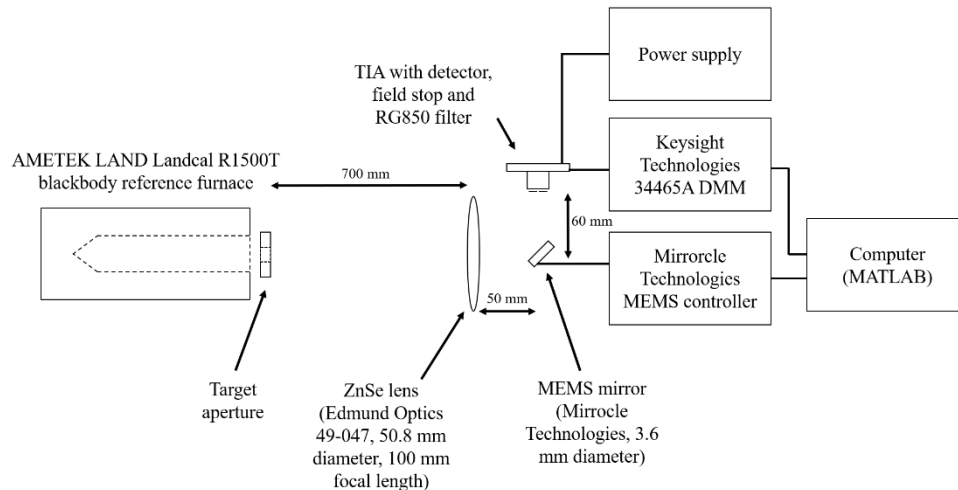 Power supply
TIA with detector,
field stop and
RG850 filter
AMETEK LAND Landcal R1500T
blackbody reference furnace
700 mm
Keysight
Technologies
34465A DMM
60 mm
Mirrorcle
Technologies
MEMS controller
Computer
(MATLAB)
50 mm
Target
aperture
ZnSe lens
(Edmund Optics
49-047, 50.8 mm
diameter, 100 mm
focal length)
MEMS mirror
(Mirrocle
Technologies, 3.6
mm diameter)